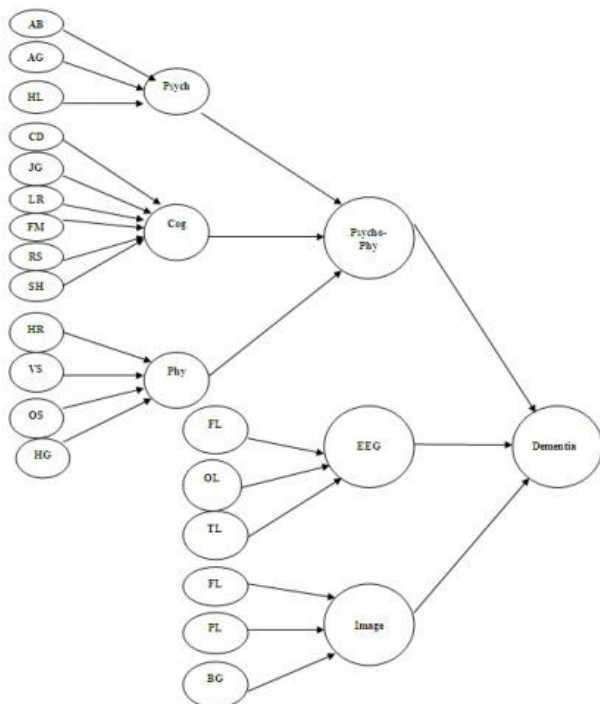 AB
AG
HL
Psych
CD
JG
LR
FM
RS
SH
Cog
Psycho-
Phy
HR
VS
OS
HG
Phy
FL
OL
TL
EEG
Dementia
FL
PL
BG
Image